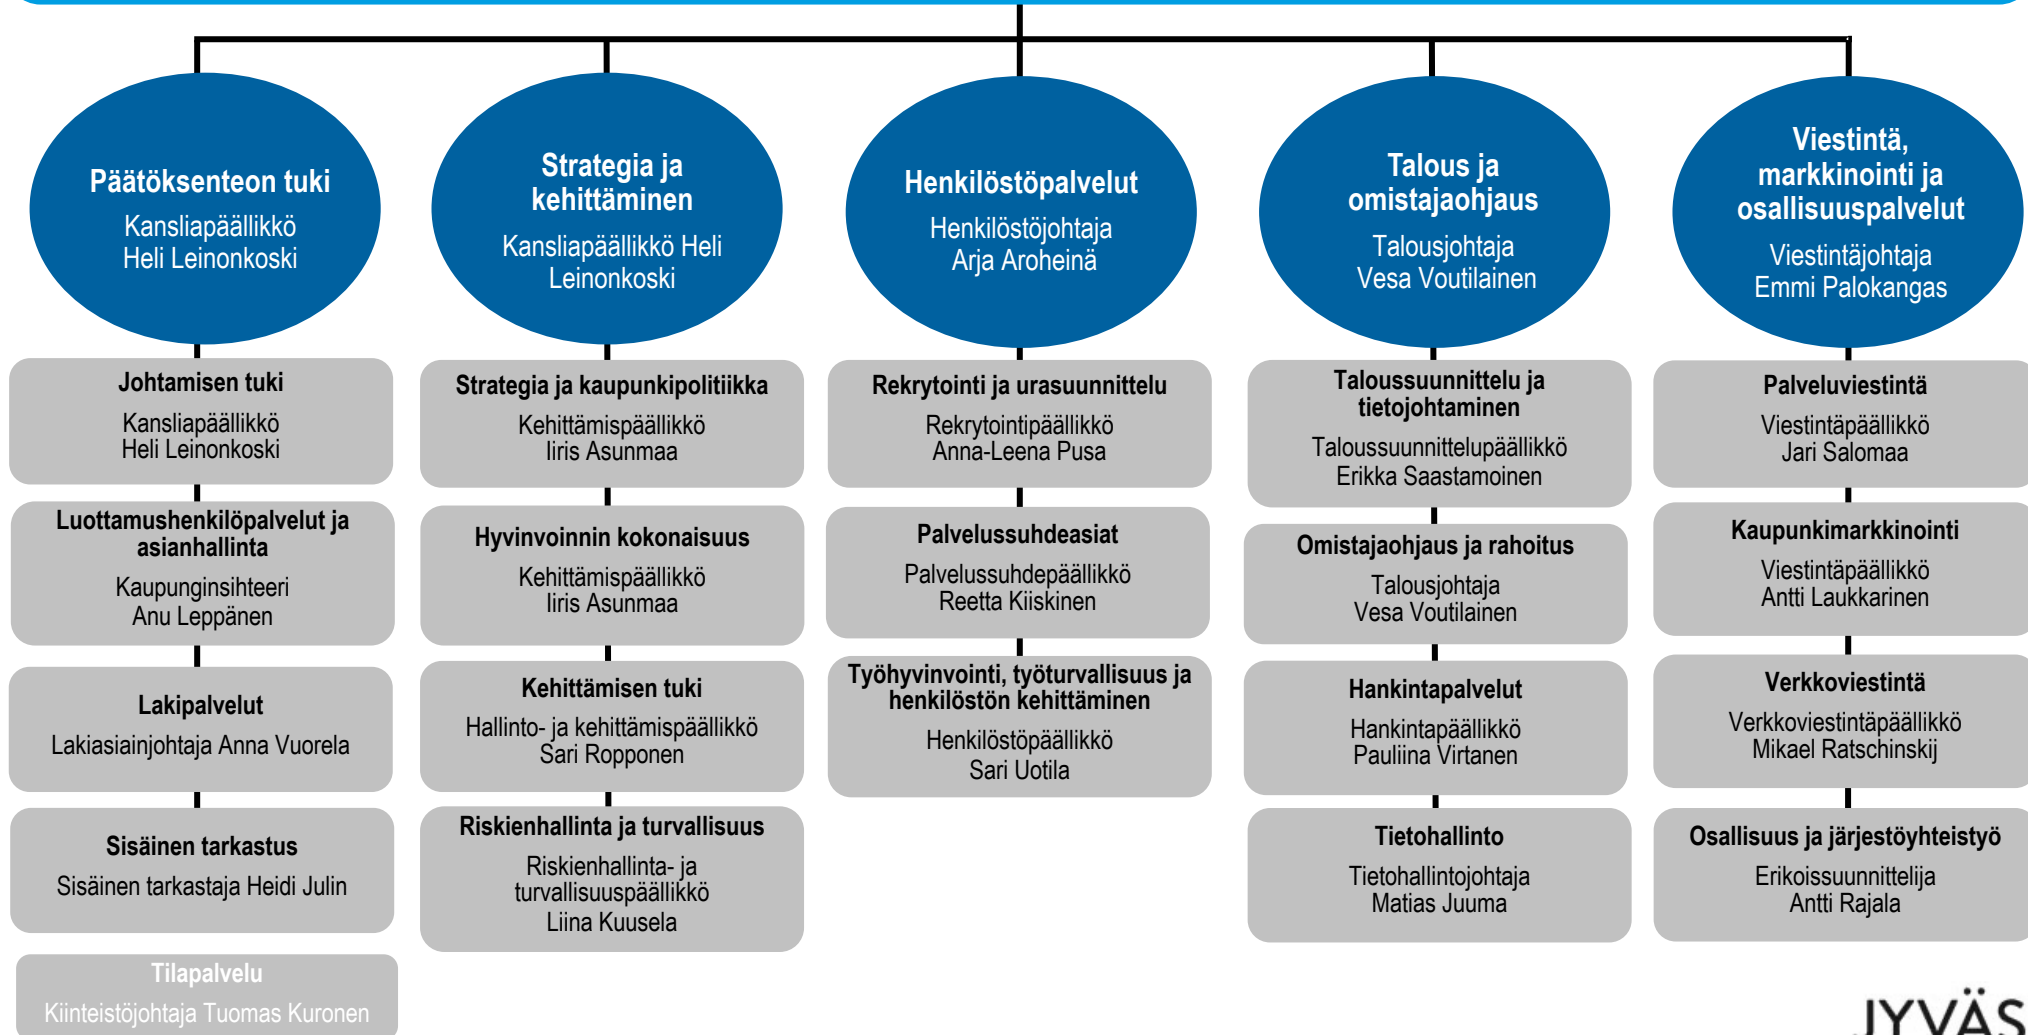 Päätöksenteon tuki
Kansliapäällikkö
Heli Leinonkoski
Johtamisen tuki
Kansliapäällikkö
Heli Leinonkoski
Luottamushenkilöpalvelut ja
asianhallinta
Kaupunginsihteeri
Anu Leppänen
Lakipalvelut
Lakiasiainjohtaja Anna Vuorela
Sisäinen tarkastus
Sisäinen tarkastaja Heidi Julin
Tilapalvelu
Kiinteistöjohtaja Tuomas Kuronen
Strategia ja
kehittäminen
Kansliapäällikkö Heli
Leinonkoski
Strategia ja kaupunkipolitiikka
Kehittämispäällikkö
Iiris Asunmaa
Hyvinvoinnin kokonaisuus
Kehittämispäällikkö
Iiris Asunmaa
Kehittämisen tuki
Hallinto- ja kehittämispäällikkö
Sari Ropponen
Riskienhallinta ja turvallisuus
Riskienhallinta- ja
turvallisuuspäällikkö
Liina Kuusela
Henkilöstöpalvelut
Henkilöstöjohtaja
Arja Aroheinä
Rekrytointi ja urasuunnittelu
Rekrytointipäällikkö
Anna-Leena Pusa
Palvelussuhdeasiat
Palvelussuhdepäällikkö
Reetta Kiiskinen
Työhyvinvointi, työturvallisuus ja
henkilöstön kehittäminen
Henkilöstöpäällikkö
Sari Uotila
Talous ja
omistajaohjaus
Talousjohtaja
Vesa Voutilainen
Taloussuunnittelu ja
tietojohtaminen
Taloussuunnittelupäällikkö
Erikka Saastamoinen
Omistajaohjaus ja rahoitus
Talousjohtaja
Vesa Voutilainen
Hankintapalvelut
Hankintapäällikkö
Pauliina Virtanen
Tietohallinto
Tietohallintojohtaja
Matias Juuma
Viestintä,
markkinointi ja
osallisuuspalvelut
Viestintäjohtaja
Emmi Palokangas
Palveluviestintä
Viestintäpäällikkö
Jari Salomaa
Kaupunkimarkkinointi
Viestintäpäällikkö
Antti Laukkarinen
Verkkoviestintä
Verkkoviestintäpäällikkö
Mikael Ratschinskij
Osallisuus ja järjestöyhteistyö
Erikoissuunnittelija
Antti Rajala
JYVÄS